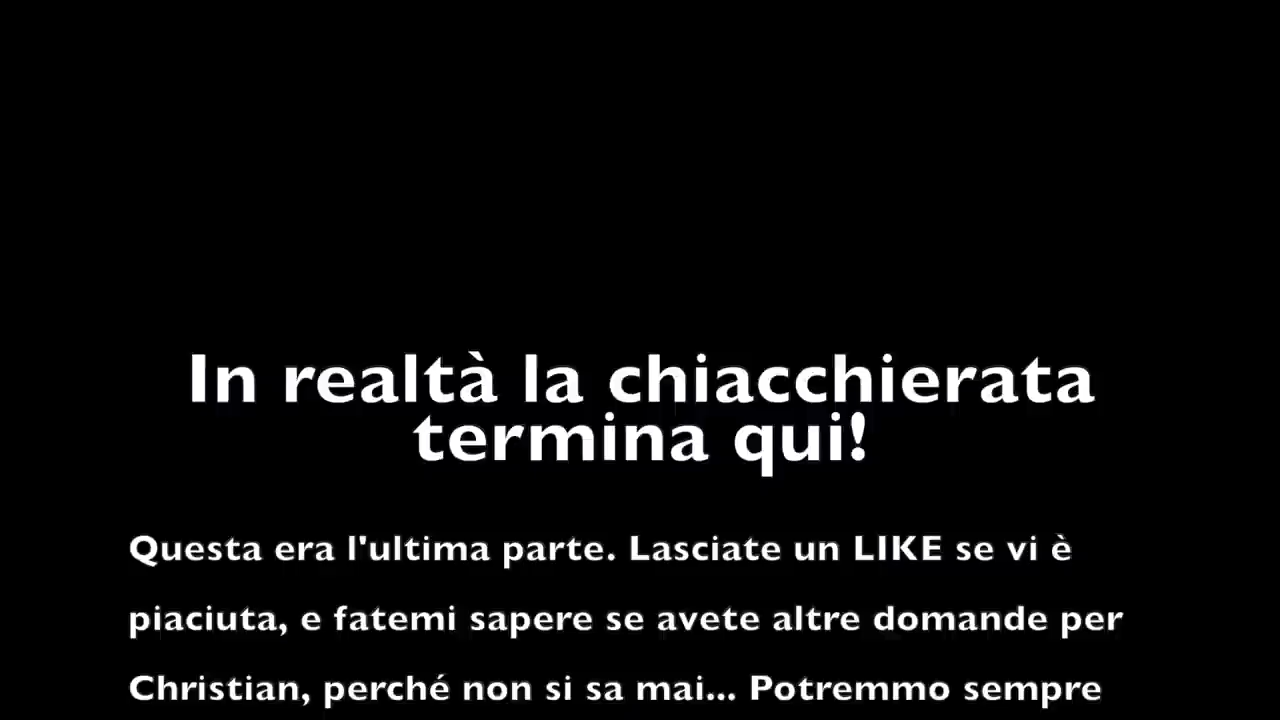 In realtà la chiacchierata
termina qui!
Questa era l'ultima parte. Lasciate un LIKE se vi è
piaciuta, e fatemi sapere se avete altre domande per
Christian, perché non si sa mai... Potremmo sempre